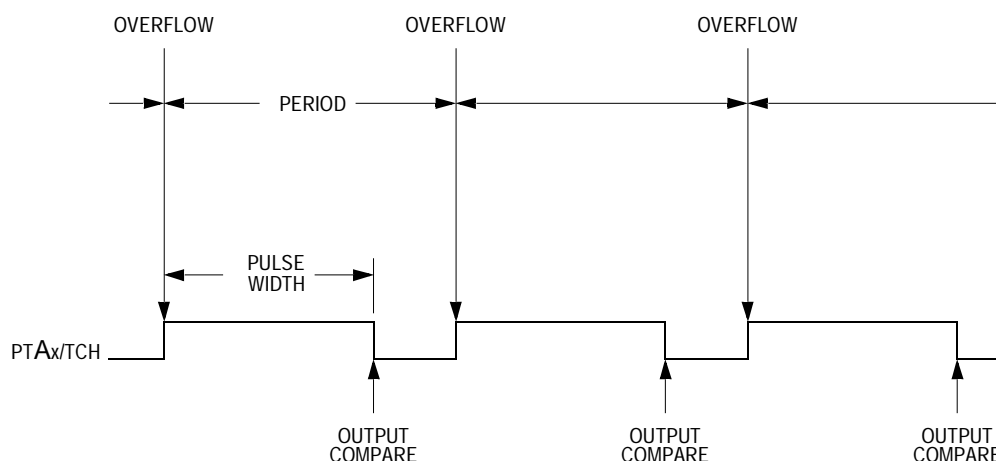 OVERFLOW OVERFLOW OVERFLOW
PERIOD
PULSE
WIDTH
PTAx/TCH
OUTPUT OUTPUT OUTPUT
COMPARE COMPARE COMPARE